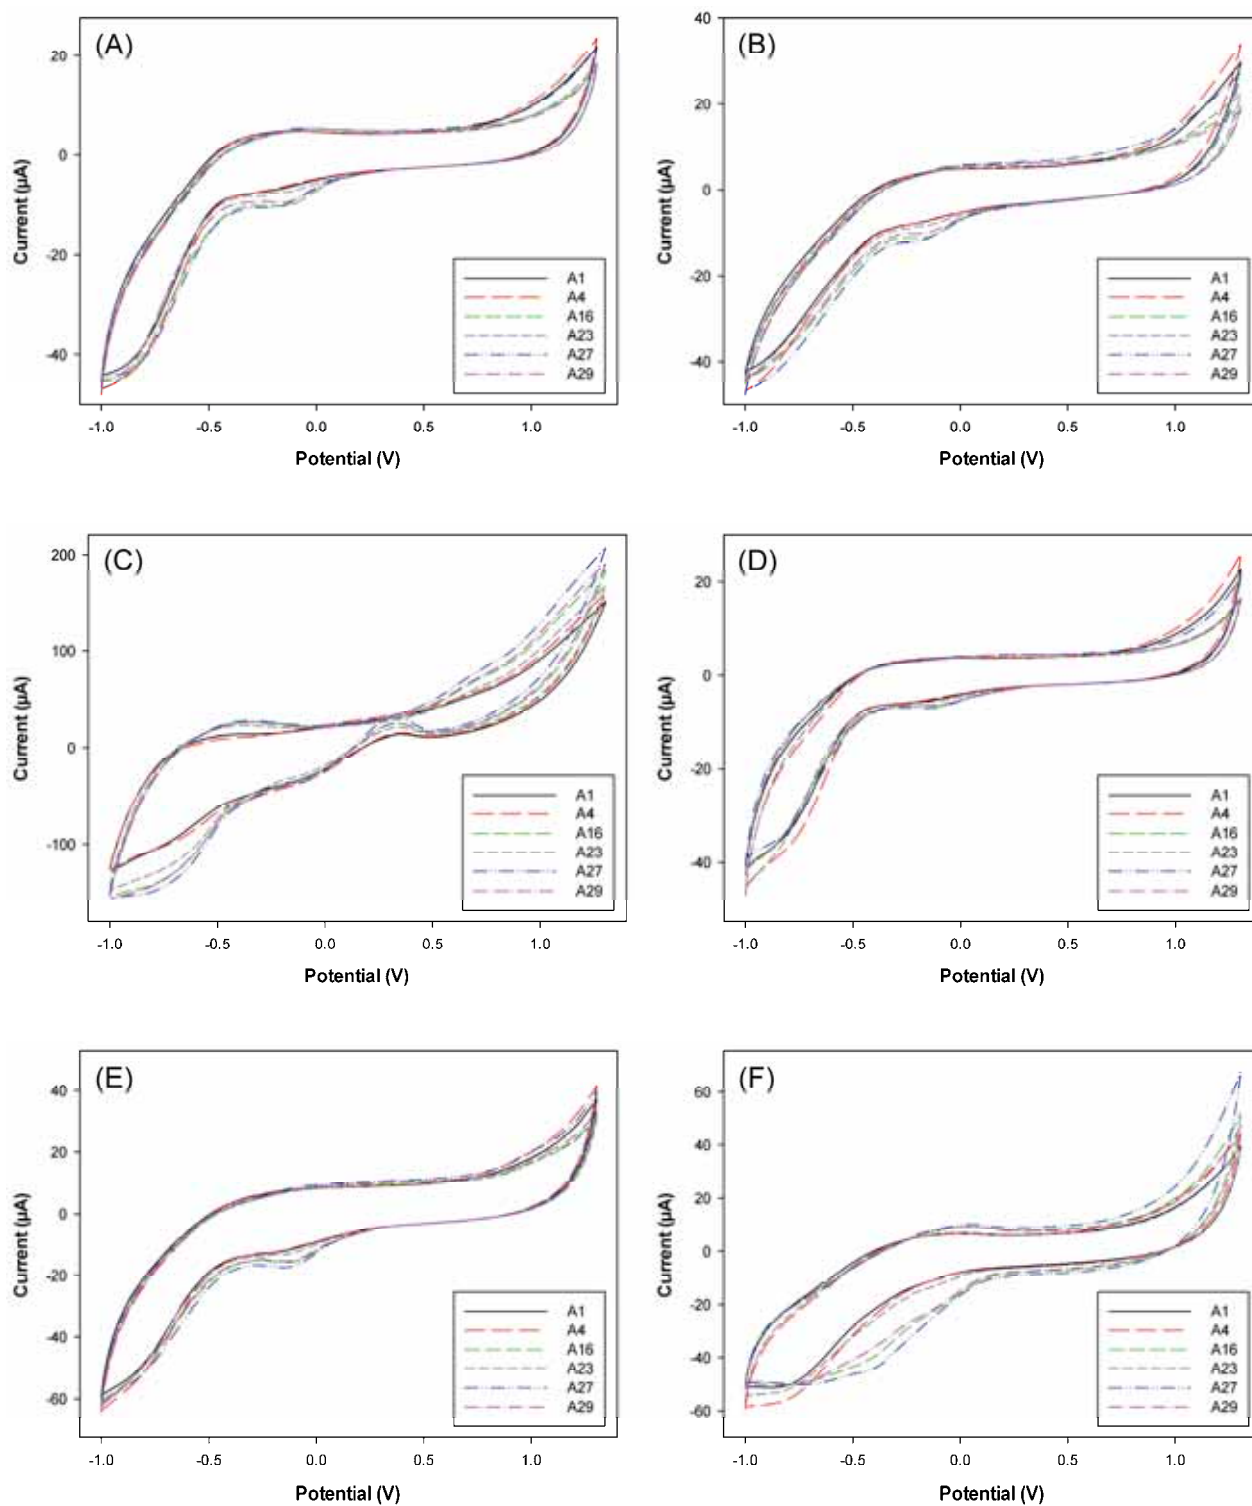 (A)
Current (µA)
20
0
-20
-40
A1
A4
A16
A23
A27
A29
-1.0 -0.5 0.0 0.5 1.0
Potential (V)
(B)
Current (µA)
40
20
0
-20
-40
A1
A4
A16
A23
A27
A29
-1.0 -0.5 0.0 0.5 1.0
Potential (V)
(C)
Current (µA)
200
100
0
-100
A1
A4
A16
A23
A27
A29
-1.0 -0.5 0.0 0.5 1.0
Potential (V)
(D)
Current (µA)
20
0
-20
-40
A1
A4
A16
A23
A27
A29
-1.0 -0.5 0.0 0.5 1.0
Potential (V)
(E)
Current (µA)
40
20
0
-20
-40
-60
A1
A4
A16
A23
A27
A29
-1.0 -0.5 0.0 0.5 1.0
Potential (V)
(F)
Current (µA)
60
40
20
0
-20
-40
-60
A1
A4
A16
A23
A27
A29
-1.0 -0.5 0.0 0.5 1.0
Potential (V)